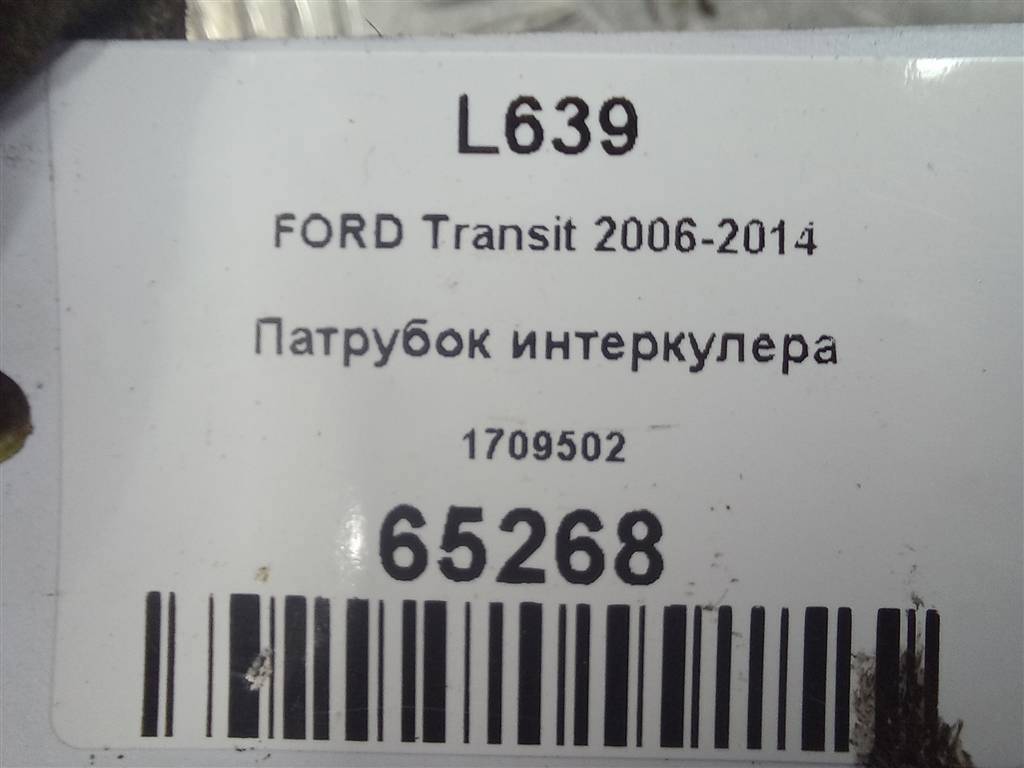 L639
FORD Transit 2006-2014
Патрубок интеркулера
1709502
65268